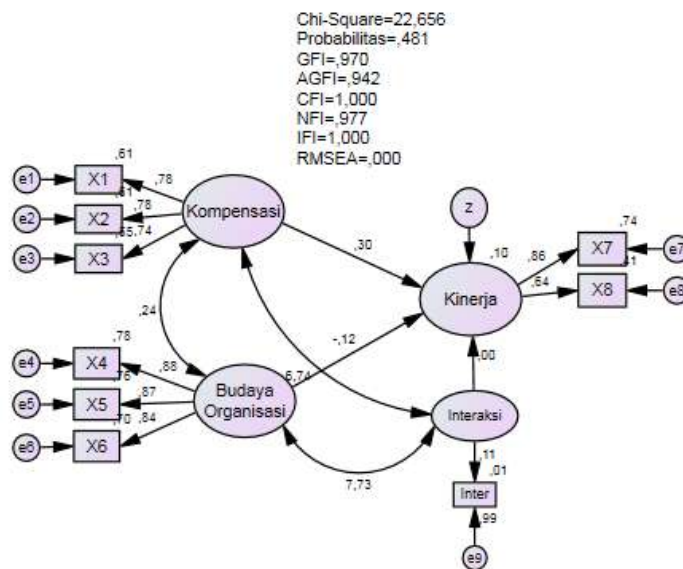 Chi-Square=22,656
Probabilitas=,481
GFI=,970
AGFI=,942
CFI=1,000
NFI=,977
IFI=1,000
RMSEA=,000
,61
e1
X1
,78
Kompensasi
,61
e2
X2
,78
e3
X3
,74
z
,30
,10
,86
,74
X7
e7
Kinerja
,64
,41
X8
e8
,24
-,12
,00
,78
e4
X4
,88
,76
e5
X5
,87
,70
e6
X6
,84
Budaya
Organisasi
6,74
Interaksi
7,73
,11
,01
Inter
,99
e9